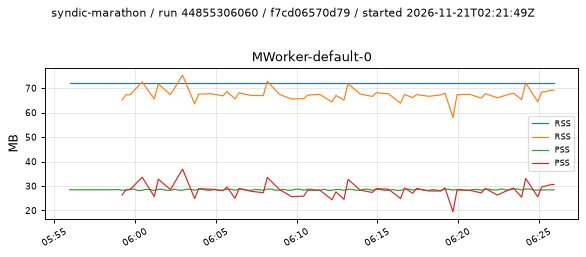 syndic-marathon / run 44855306060 / f7cd06570d79 / started 2026-11-21T02:21:49Z
MWorker-default-0
MB
70
60
50
40
30
20
RSS
RSS
PSS
PSS
05:55
06:00
06:05
06:10
06:15
06:20
06:25